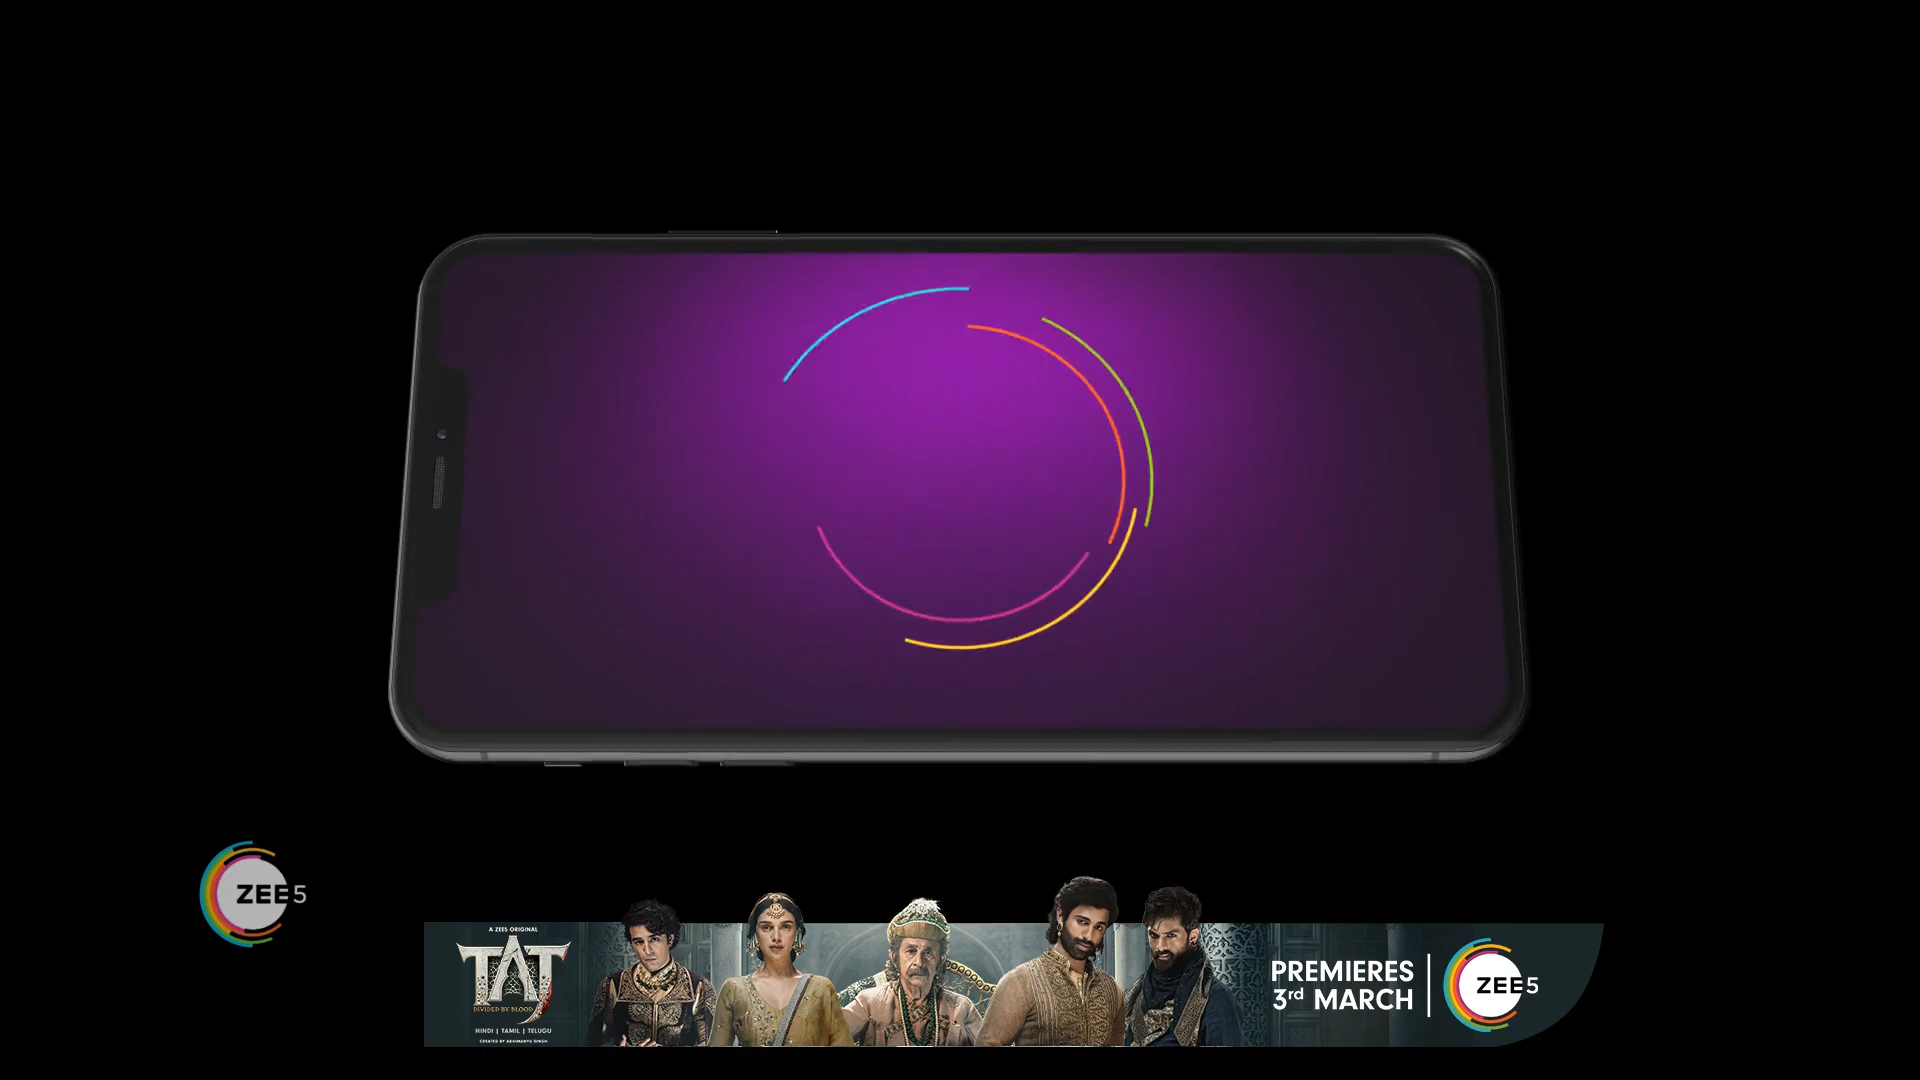 ZEE5
A ZEE5 ORIGINAL
TAJ
DIVIDED BY BLOOD
HINDI | TAMIL | TELUGU
CREATED BY ABHIMANYU SINGH
PREMIERES
3rd MARCH
ZEE5